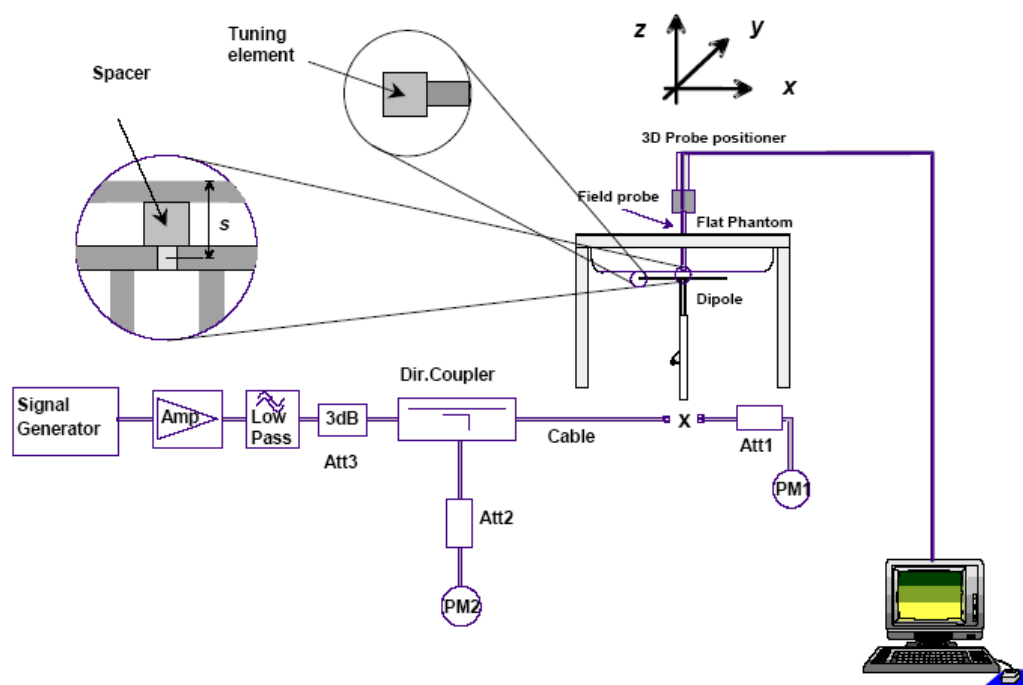 Tuning
element
Spacer
z
y
x
3D Probe positioner
Field probe
Flat Phantom
s
Dipole
Dir.Coupler
Signal
Generator
Amp
Low
Pass
3dB
Att3
Cable
X
Att1
PM1
Att2
PM2